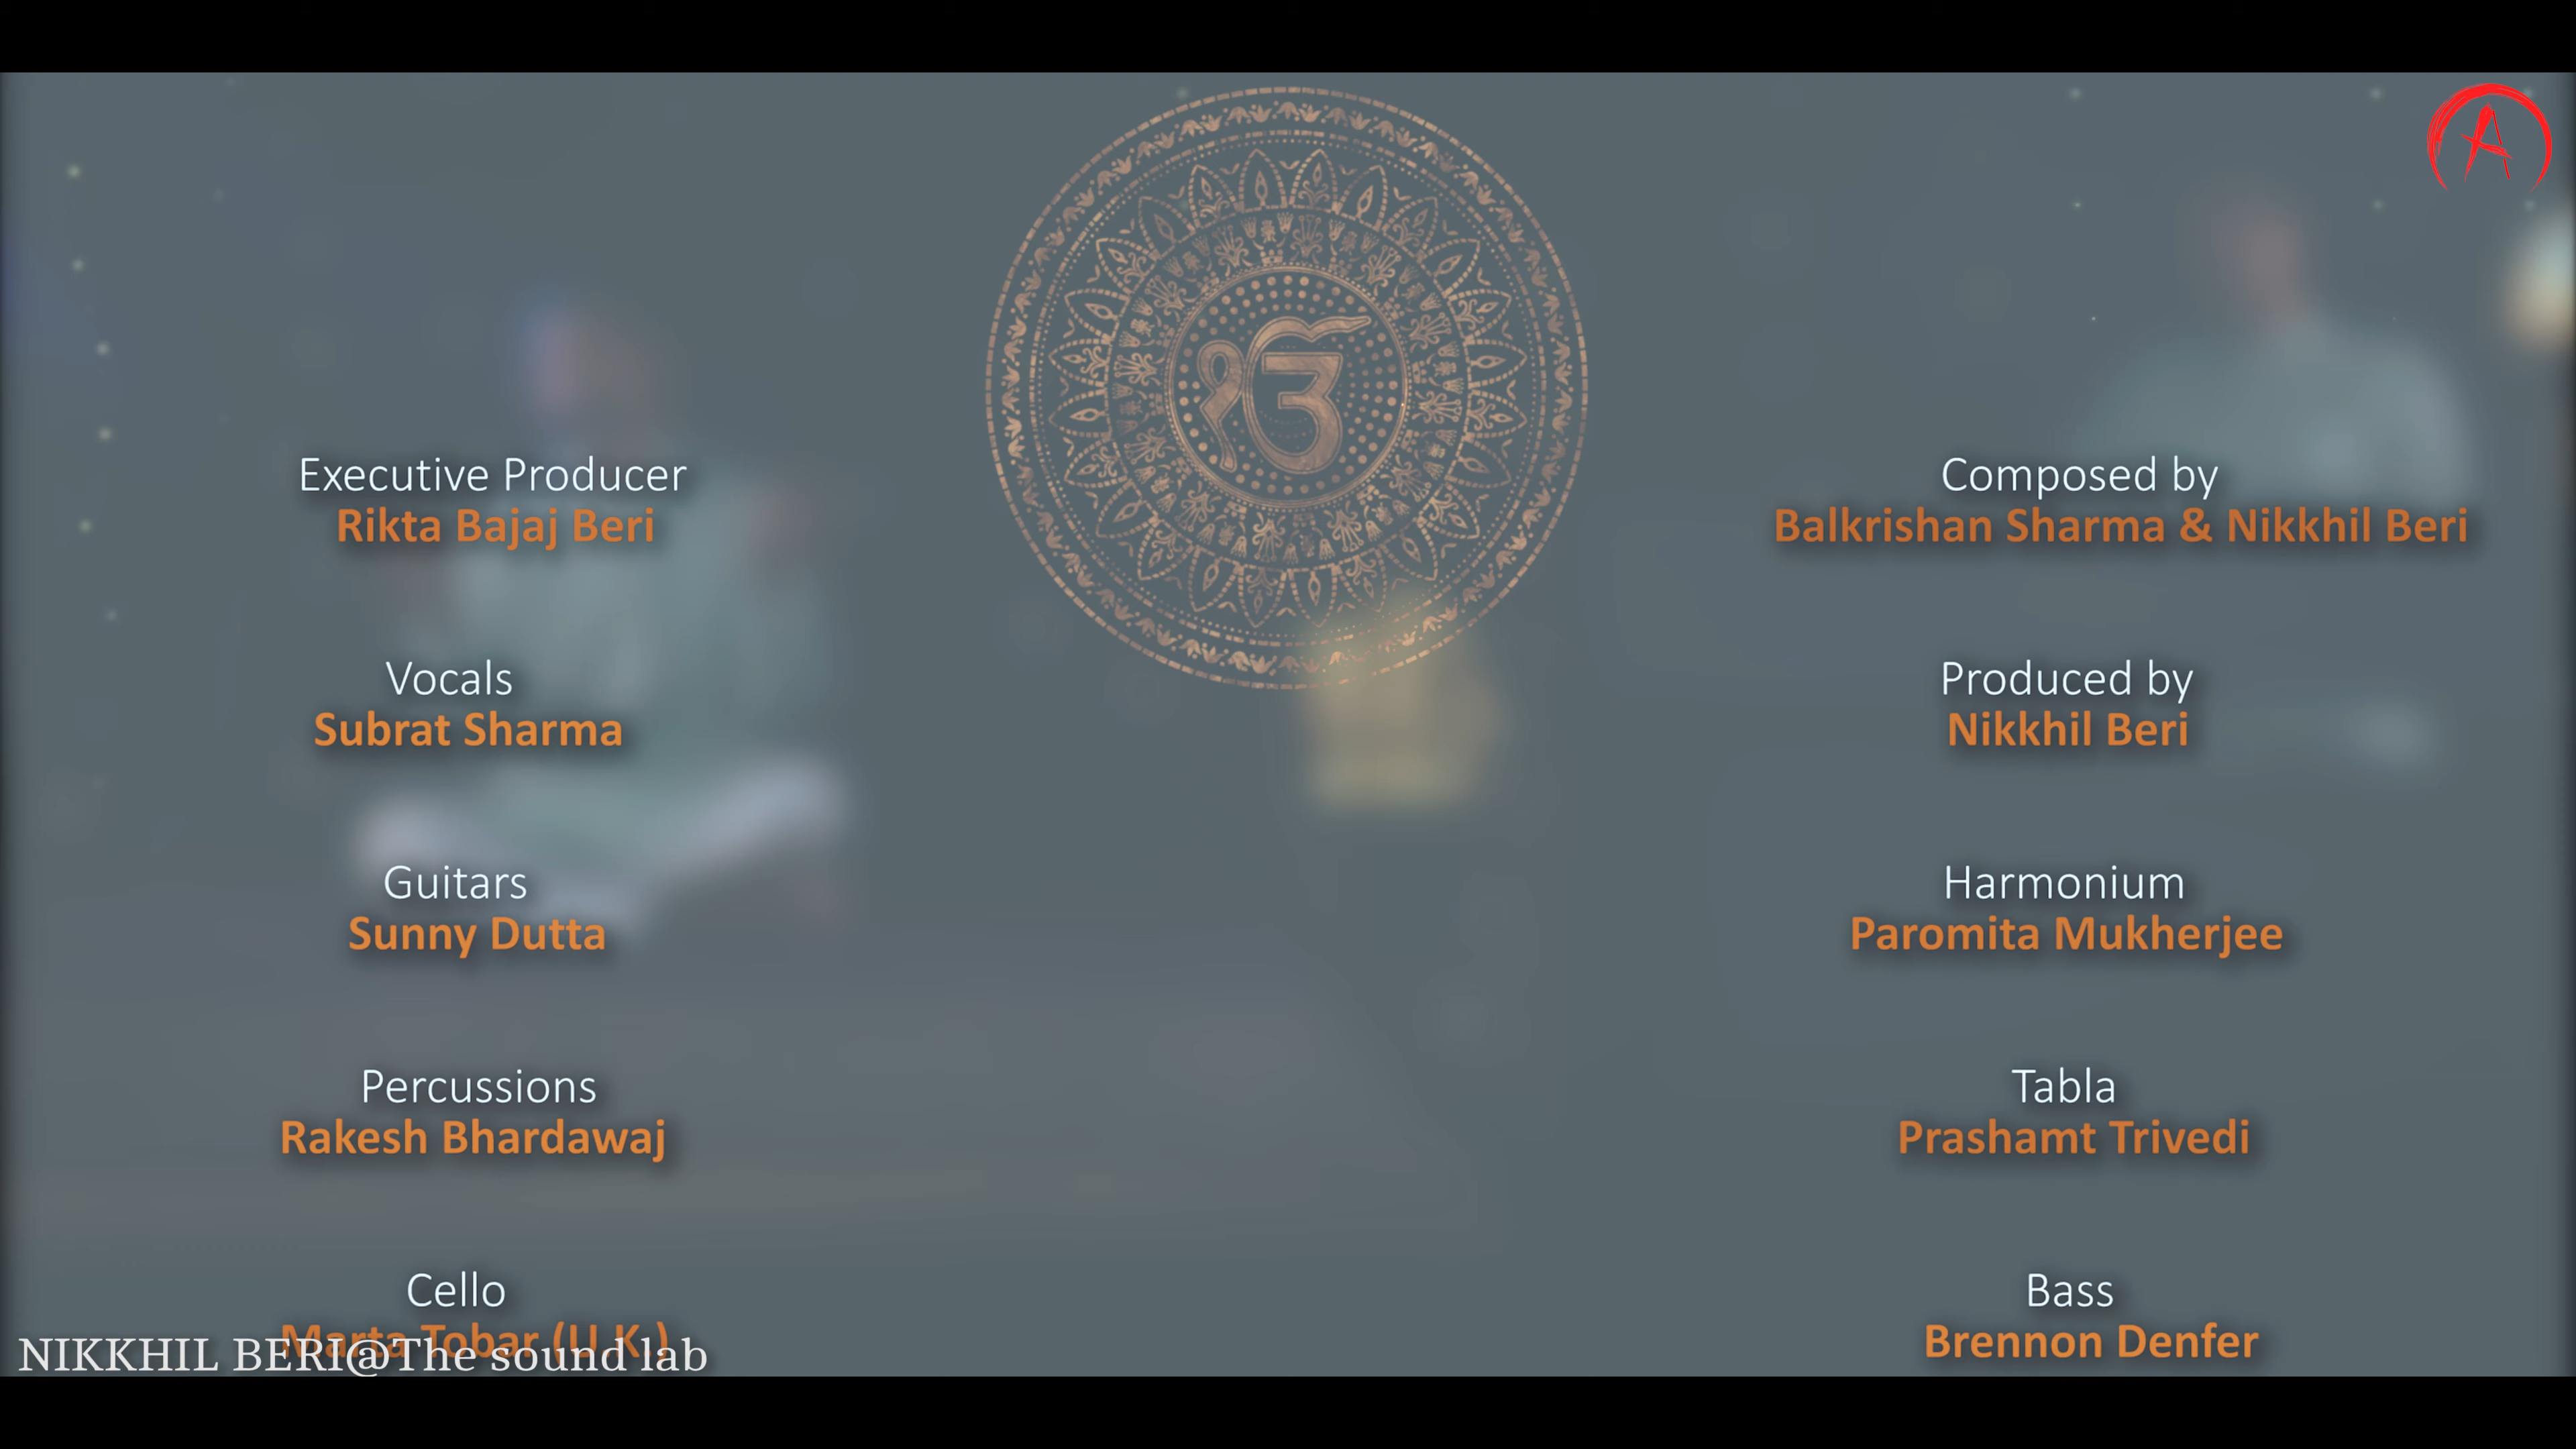 ੴ
Executive Producer
Rikta Bajaj Beri
Vocals
Subrat Sharma
Guitars
Sunny Dutta
Percussions
Rakesh Bhardawaj
Cello
Marta Tobar (U.K.)
NIKKHIL BERI@The sound lab
A
Composed by
Balkrishan Sharma & Nikkhil Beri
Produced by
Nikkhil Beri
Harmonium
Paromita Mukherjee
Tabla
Prashamt Trivedi
Bass
Brennon Denfer